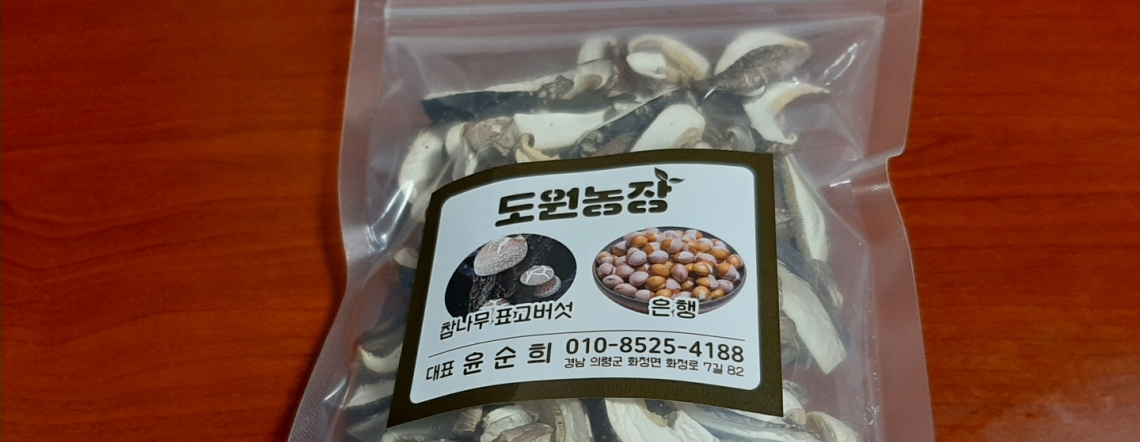 도원농장
참나무 표고버섯 은행
대표 윤순희 010-8525-4188
경남 의령군 화정면 화정로 7길 82